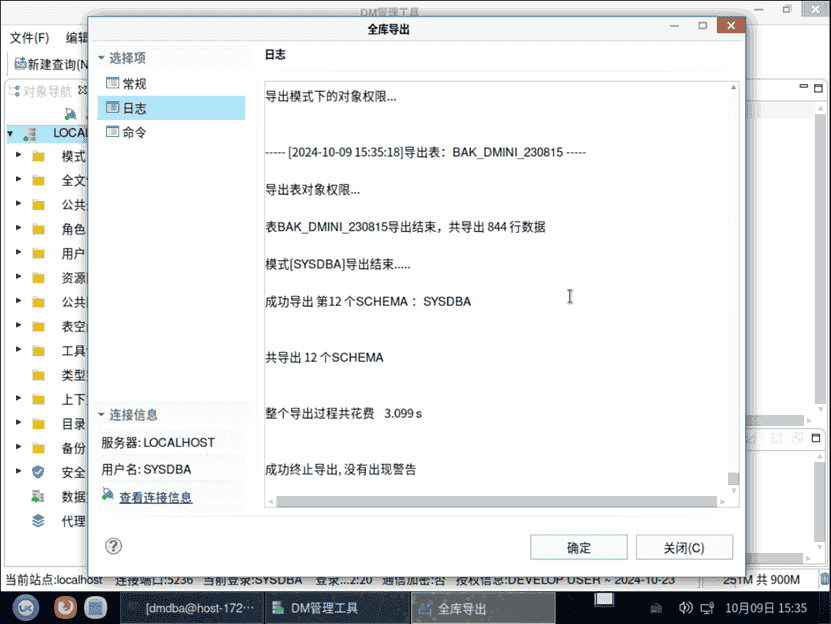 DM管理工具
全库导出
文件(F) 编辑
新建查询(N
对象导航
LOCAL
模式
全文
公共
角色
用户
资源
公共
表空
工具
类型
上下
目录
备份
安全
数据
代理
选择项
常规
日志
命令
连接信息
服务器: LOCALHOST
用户名: SYSDBA
查看连接信息
日志
导出模式下的对象权限...
----- [2024-10-09 15:35:18]导出表：BAK_DMINI_230815 -----
导出表对象权限...
表BAK_DMINI_230815导出结束，共导出 844 行数据
模式[SYSDBA]导出结束.....
成功导出 第12 个SCHEMA ：SYSDBA
共导出 12 个SCHEMA
整个导出过程共花费 3.099 s
成功终止导出, 没有出现警告
确定 关闭(C)
当前站点:localhost 连接端口:5236 当前登录:SYSDBA 登录...2:20 通信加密:否 授权信息:DEVELOP USER ~ 2024-10-23 251M 共 900M
[dmdba@host-172··· DM管理工具 全库导出 10月09日 15:35